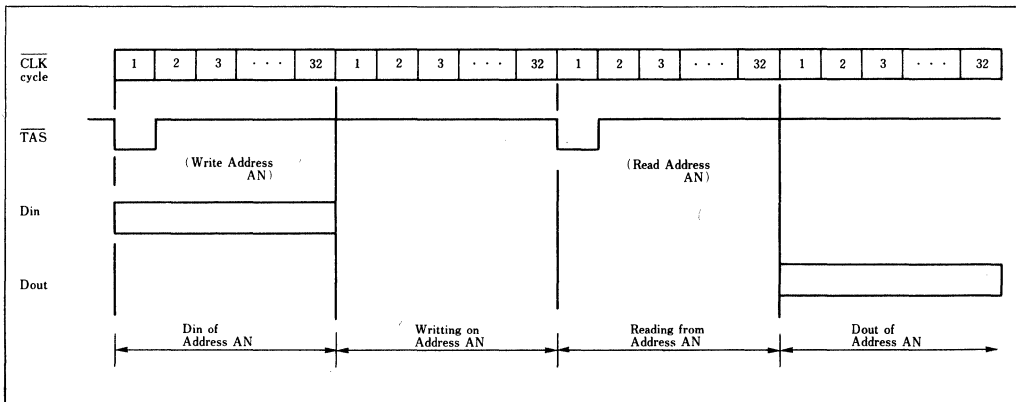 CLK
cycle
1 2 3 · · · 32 1 2 3 · · · 32 1 2 3 · · · 32 1 2 3 · · · 32
TAS
(Write Address
AN)
(Read Address
AN)
Din
Dout
Din of
Address AN
Writting on
Address AN
Reading from
Address AN
Dout of
Address AN